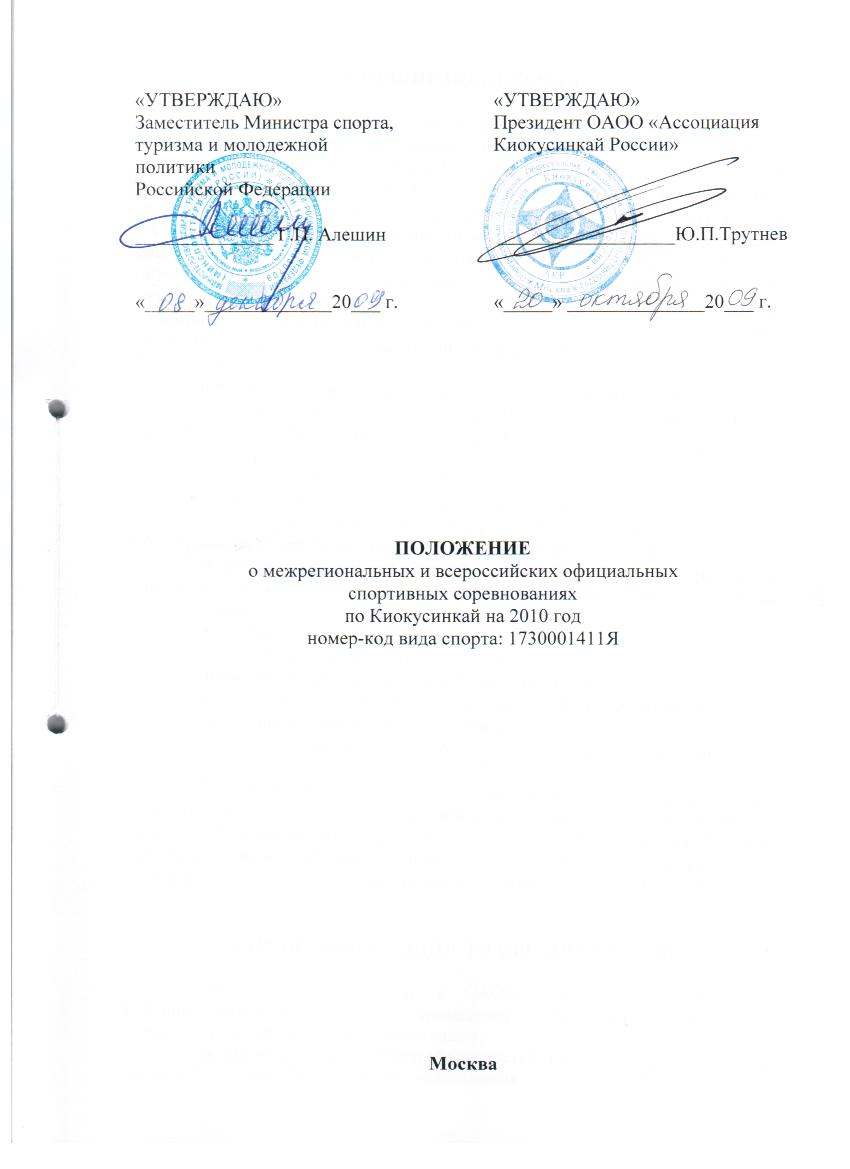 «УТВЕРЖДАЮ»
Заместитель Министра спорта,
туризма и молодежной
политики
Российской Федерации
Г.П. Алешин
« 08 » декабря 2009 г.
«УТВЕРЖДАЮ»
Президент ОАОО «Ассоциация
Киокусинкай России»
Ю.П.Трутнев
« 20 » октября 2009 г.
ПОЛОЖЕНИЕ
о межрегиональных и всероссийских официальных
спортивных соревнованиях
по Киокусинкай на 2010 год
номер-код вида спорта: 1730001411Я
Москва